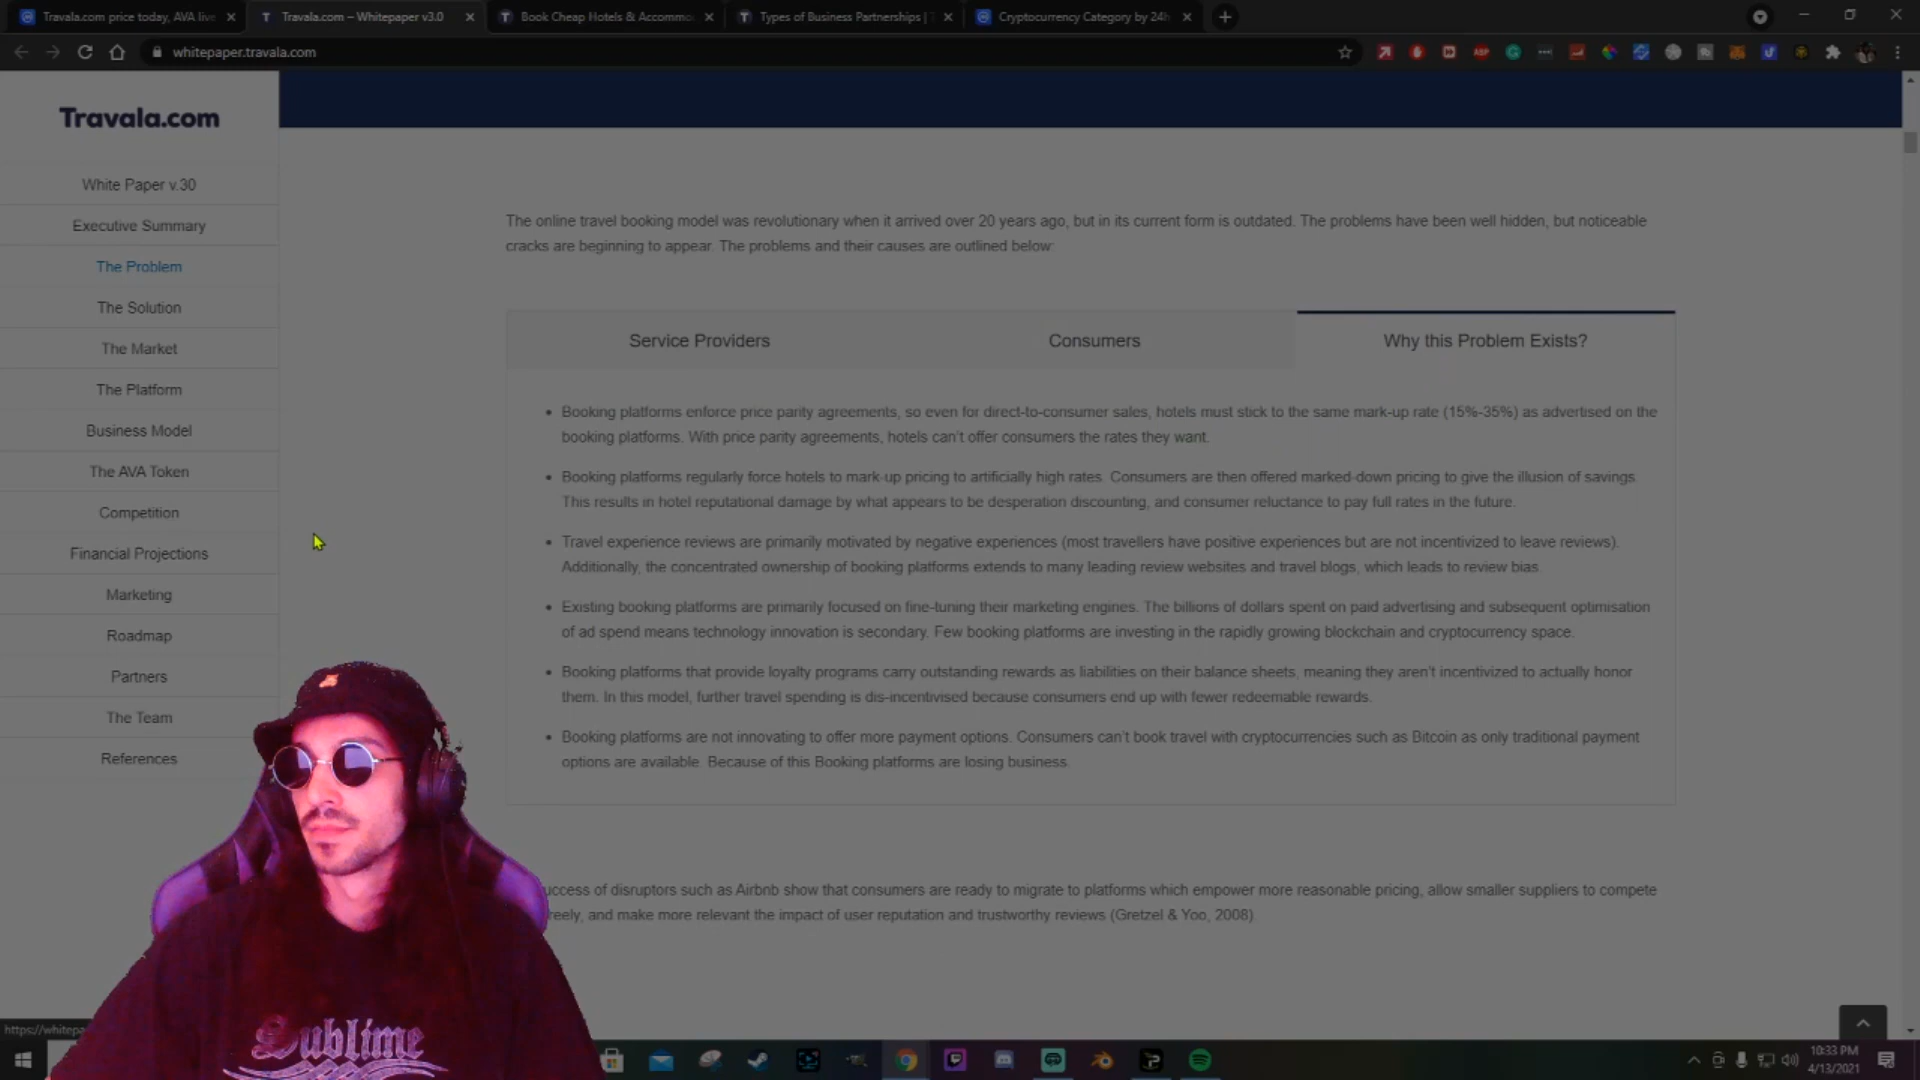 Travala.com price today, AVA live
Travala.com – Whitepaper v3.0
Book Cheap Hotels & Accommo
Types of Business Partnerships |
Cryptocurrency Category by 24h
whitepaper.travala.com
Travala.com
White Paper v.30
Executive Summary
The Problem
The Solution
The Market
The Platform
Business Model
The AVA Token
Competition
Financial Projections
Marketing
Roadmap
Partners
The Team
References
The online travel booking model was revolutionary when it arrived over 20 years ago, but in its current form is outdated. The problems have been well hidden, but noticeable
cracks are beginning to appear. The problems and their causes are outlined below:
Service Providers
Consumers
Why this Problem Exists?
• Booking platforms enforce price parity agreements, so even for direct-to-consumer sales, hotels must stick to the same mark-up rate (15%-35%) as advertised on the
booking platforms. With price parity agreements, hotels can't offer consumers the rates they want.
• Booking platforms regularly force hotels to mark-up pricing to artificially high rates. Consumers are then offered marked-down pricing to give the illusion of savings.
This results in hotel reputational damage by what appears to be desperation discounting, and consumer reluctance to pay full rates in the future.
• Travel experience reviews are primarily motivated by negative experiences (most travellers have positive experiences but are not incentivized to leave reviews).
Additionally, the concentrated ownership of booking platforms extends to many leading review websites and travel blogs, which leads to review bias.
• Existing booking platforms are primarily focused on fine-tuning their marketing engines. The billions of dollars spent on paid advertising and subsequent optimisation
of ad spend means technology innovation is secondary. Few booking platforms are investing in the rapidly growing blockchain and cryptocurrency space.
• Booking platforms that provide loyalty programs carry outstanding rewards as liabilities on their balance sheets, meaning they aren't incentivized to actually honor
them. In this model, further travel spending is dis-incentivised because consumers end up with fewer redeemable rewards.
• Booking platforms are not innovating to offer more payment options. Consumers can't book travel with cryptocurrencies such as Bitcoin as only traditional payment
options are available. Because of this Booking platforms are losing business.
uccess of disruptors such as Airbnb show that consumers are ready to migrate to platforms which empower more reasonable pricing, allow smaller suppliers to compete
reely, and make more relevant the impact of user reputation and trustworthy reviews (Gretzel & Yoo, 2008).
https://whitepa
Sublime
10:33 PM
4/13/2021